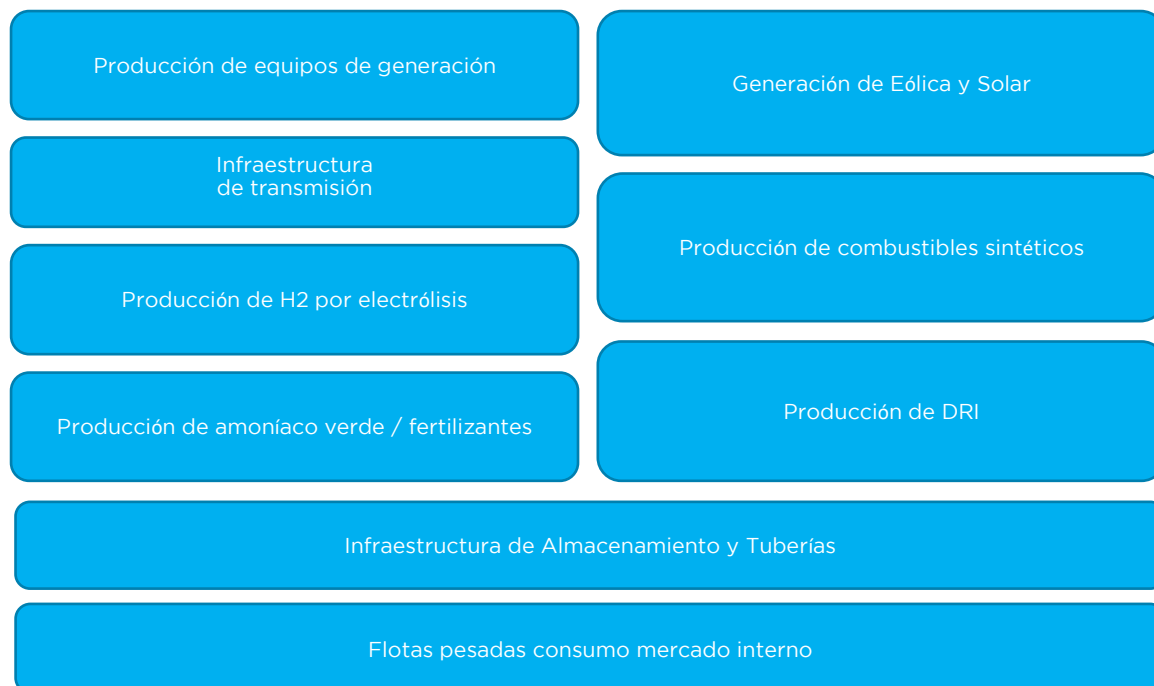 Producción de equipos de generación
Generación de Eólica y Solar
Infraestructura
de transmisión
Producción de combustibles sintéticos
Producción de H2 por electrólisis
Producción de DRI
Producción de amoníaco verde / fertilizantes
Infraestructura de Almacenamiento y Tuberías
Flotas pesadas consumo mercado interno